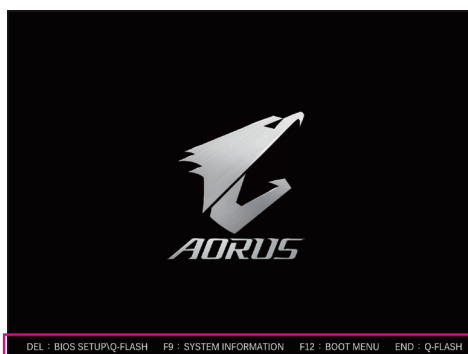 AORUS
DEL : BIOS SETUP\Q-FLASH F9 : SYSTEM INFORMATION F12 : BOOT MENU END : Q-FLASH